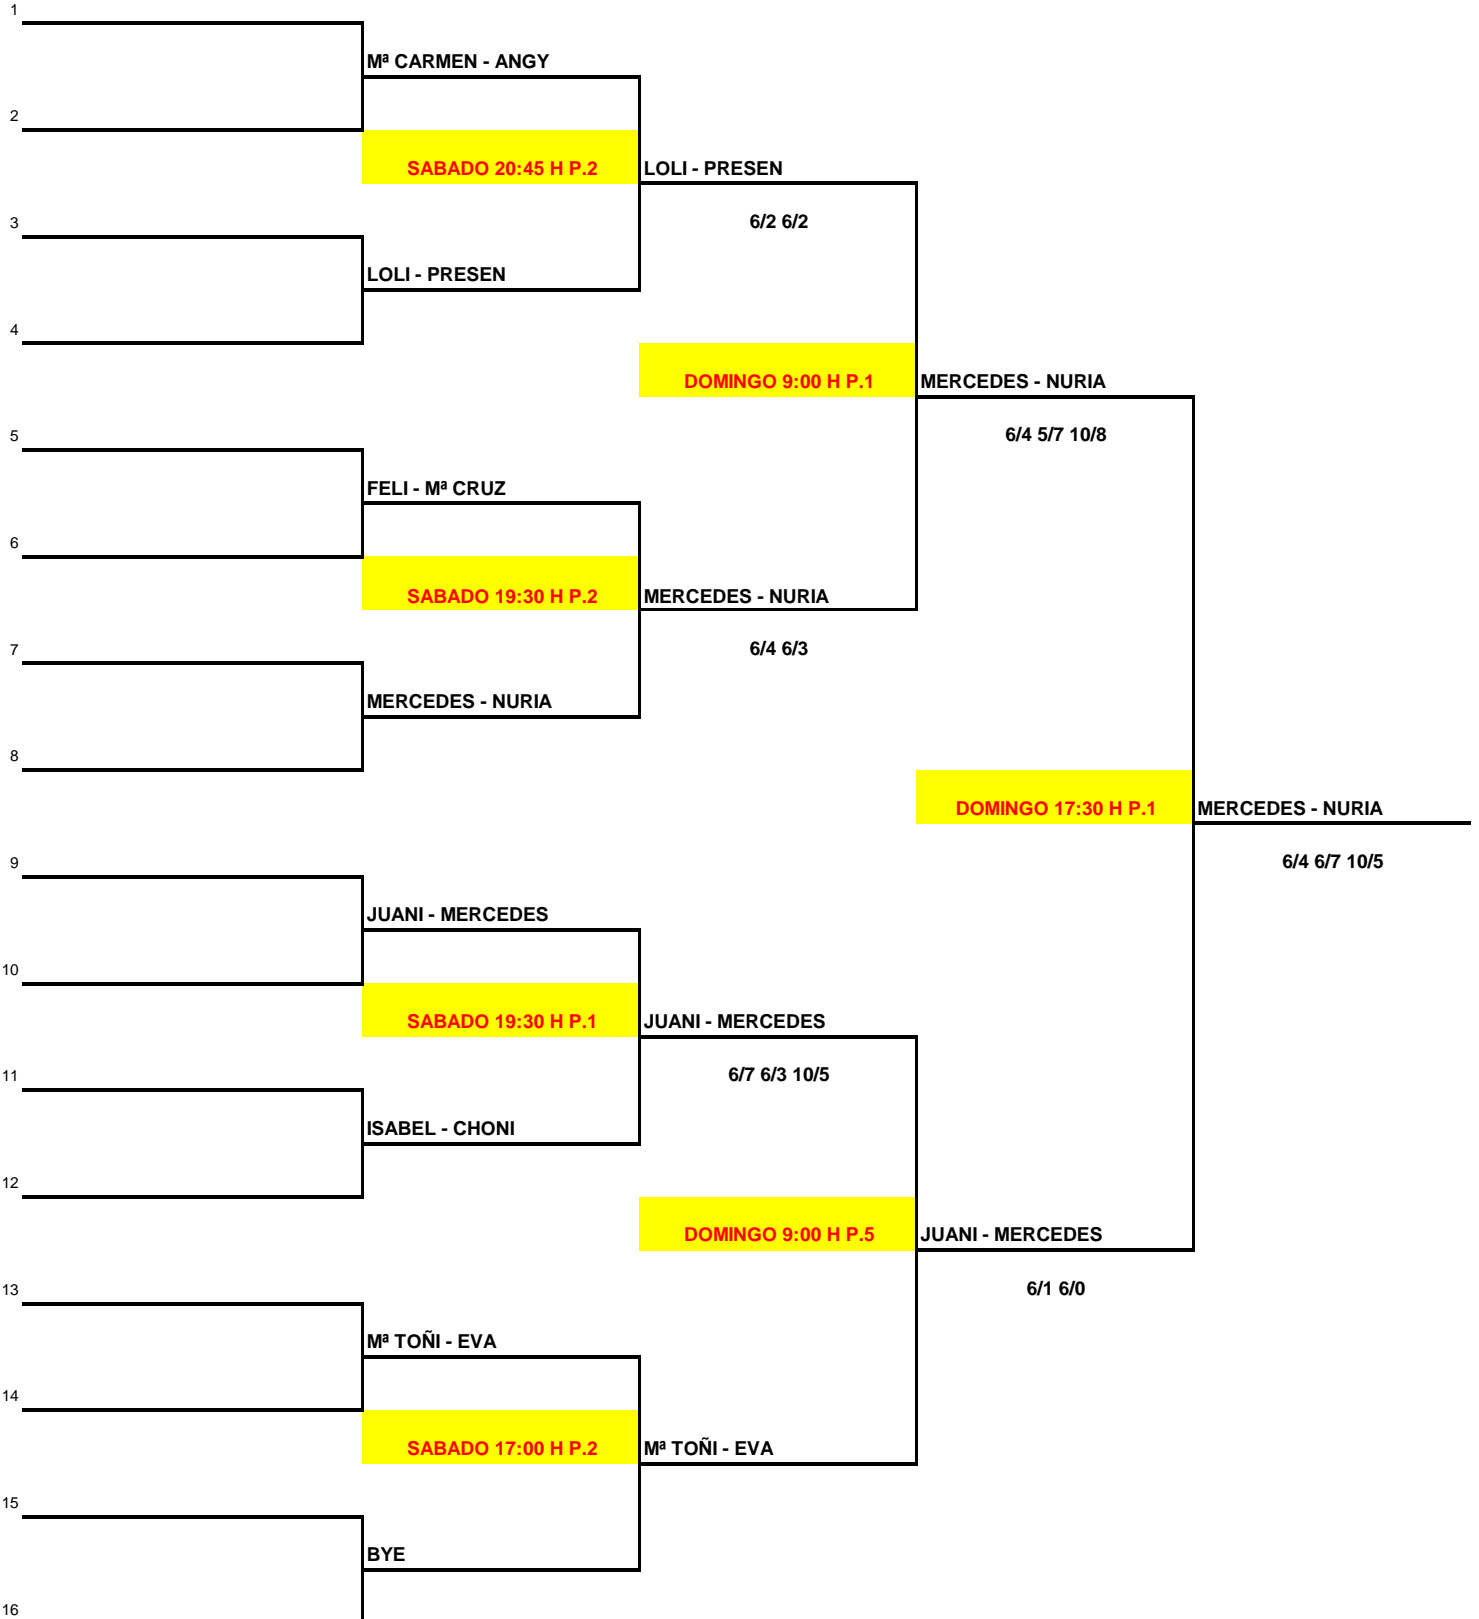 1
Mª CARMEN - ANGY
2
SABADO 20:45 H P.2
LOLI - PRESEN
3
6/2 6/2
LOLI - PRESEN
4
DOMINGO 9:00 H P.1
MERCEDES - NURIA
5
6/4 5/7 10/8
FELI - Mª CRUZ
6
SABADO 19:30 H P.2
MERCEDES - NURIA
7
6/4 6/3
MERCEDES - NURIA
8
DOMINGO 17:30 H P.1
MERCEDES - NURIA
9
6/4 6/7 10/5
JUANI - MERCEDES
10
SABADO 19:30 H P.1
JUANI - MERCEDES
11
6/7 6/3 10/5
ISABEL - CHONI
12
DOMINGO 9:00 H P.5
JUANI - MERCEDES
13
6/1 6/0
Mª TOÑI - EVA
14
SABADO 17:00 H P.2
Mª TOÑI - EVA
15
BYE
16